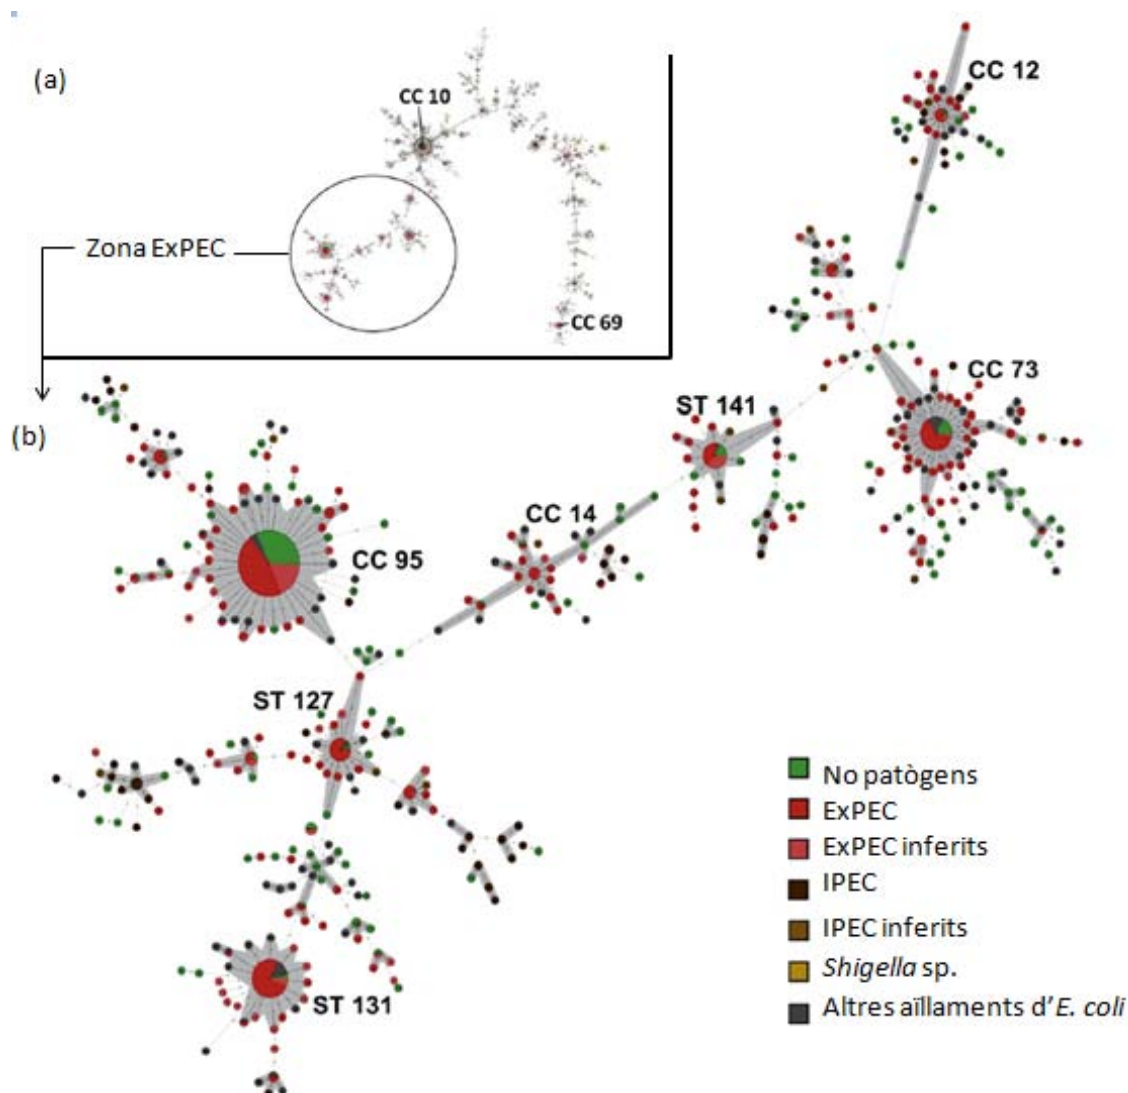 (a)
CC 10
Zona ExPEC
CC 69
(b)
CC 12
CC 73
ST 141
CC 14
CC 95
ST 127
ST 131
No patògens
ExPEC
ExPEC inferits
IPEC
IPEC inferits
Shigella sp.
Altres aïllaments d'E. coli